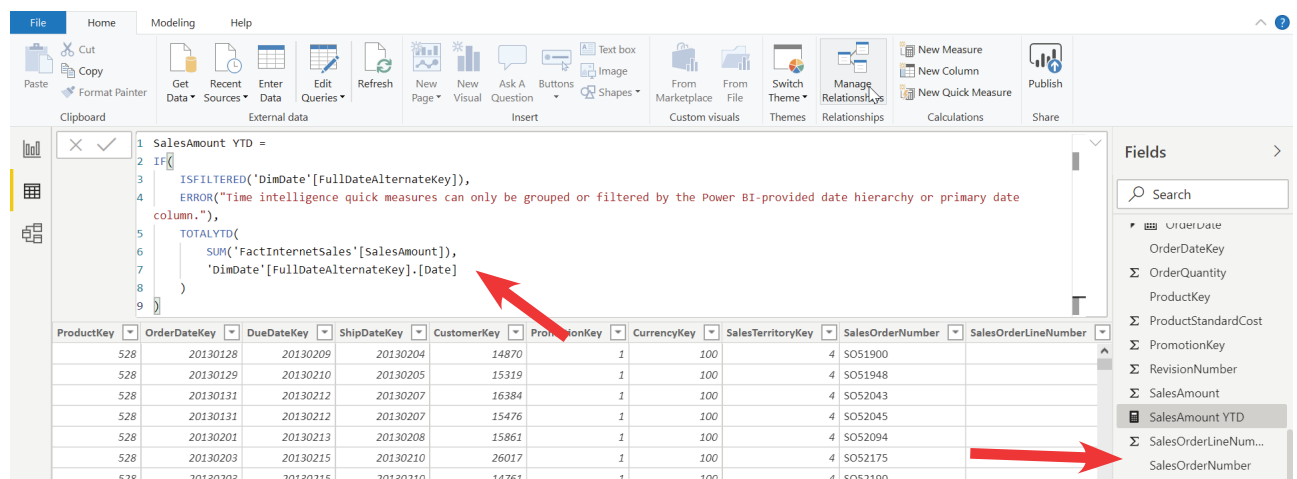 File Home Modeling Help
Cut
Copy
Format Painter
Paste
Clipboard
Get Data
Recent Sources
Enter Data
Edit Queries
Refresh
External data
New Page
New Visual
Ask A Question
Buttons
Text box
Image
Shapes
Insert
From Marketplace
From File
Custom visuals
Switch Theme
Themes
Manage Relationships
Relationships
New Measure
New Column
New Quick Measure
Calculations
Publish
Share
1 SalesAmount YTD =
2 IF(
3 ISFILTERED('DimDate'[FullDateAlternateKey]),
4 ERROR("Time intelligence quick measures can only be grouped or filtered by the Power BI-provided date hierarchy or primary date
column."),
5 TOTALYTD(
6 SUM('FactInternetSales'[SalesAmount]),
7 'DimDate'[FullDateAlternateKey].[Date]
8 )
9 )
ProductKey OrderDateKey DueDateKey ShipDateKey CustomerKey PromotionKey CurrencyKey SalesTerritoryKey SalesOrderNumber SalesOrderLineNumber
528 20130128 20130209 20130204 14870 1 100 4 SO51900
528 20130129 20130210 20130205 15319 1 100 4 SO51948
528 20130131 20130212 20130207 16384 1 100 4 SO52043
528 20130131 20130212 20130207 15476 1 100 4 SO52045
528 20130201 20130213 20130208 15861 1 100 4 SO52094
528 20130203 20130215 20130210 26017 1 100 4 SO52175
528 20130203 20130215 20130210 14761 1 100 4 SO52190
Fields
Search
OrderDate
OrderDateKey
OrderQuantity
ProductKey
ProductStandardCost
PromotionKey
RevisionNumber
SalesAmount
SalesAmount YTD
SalesOrderLineNum...
SalesOrderNumber